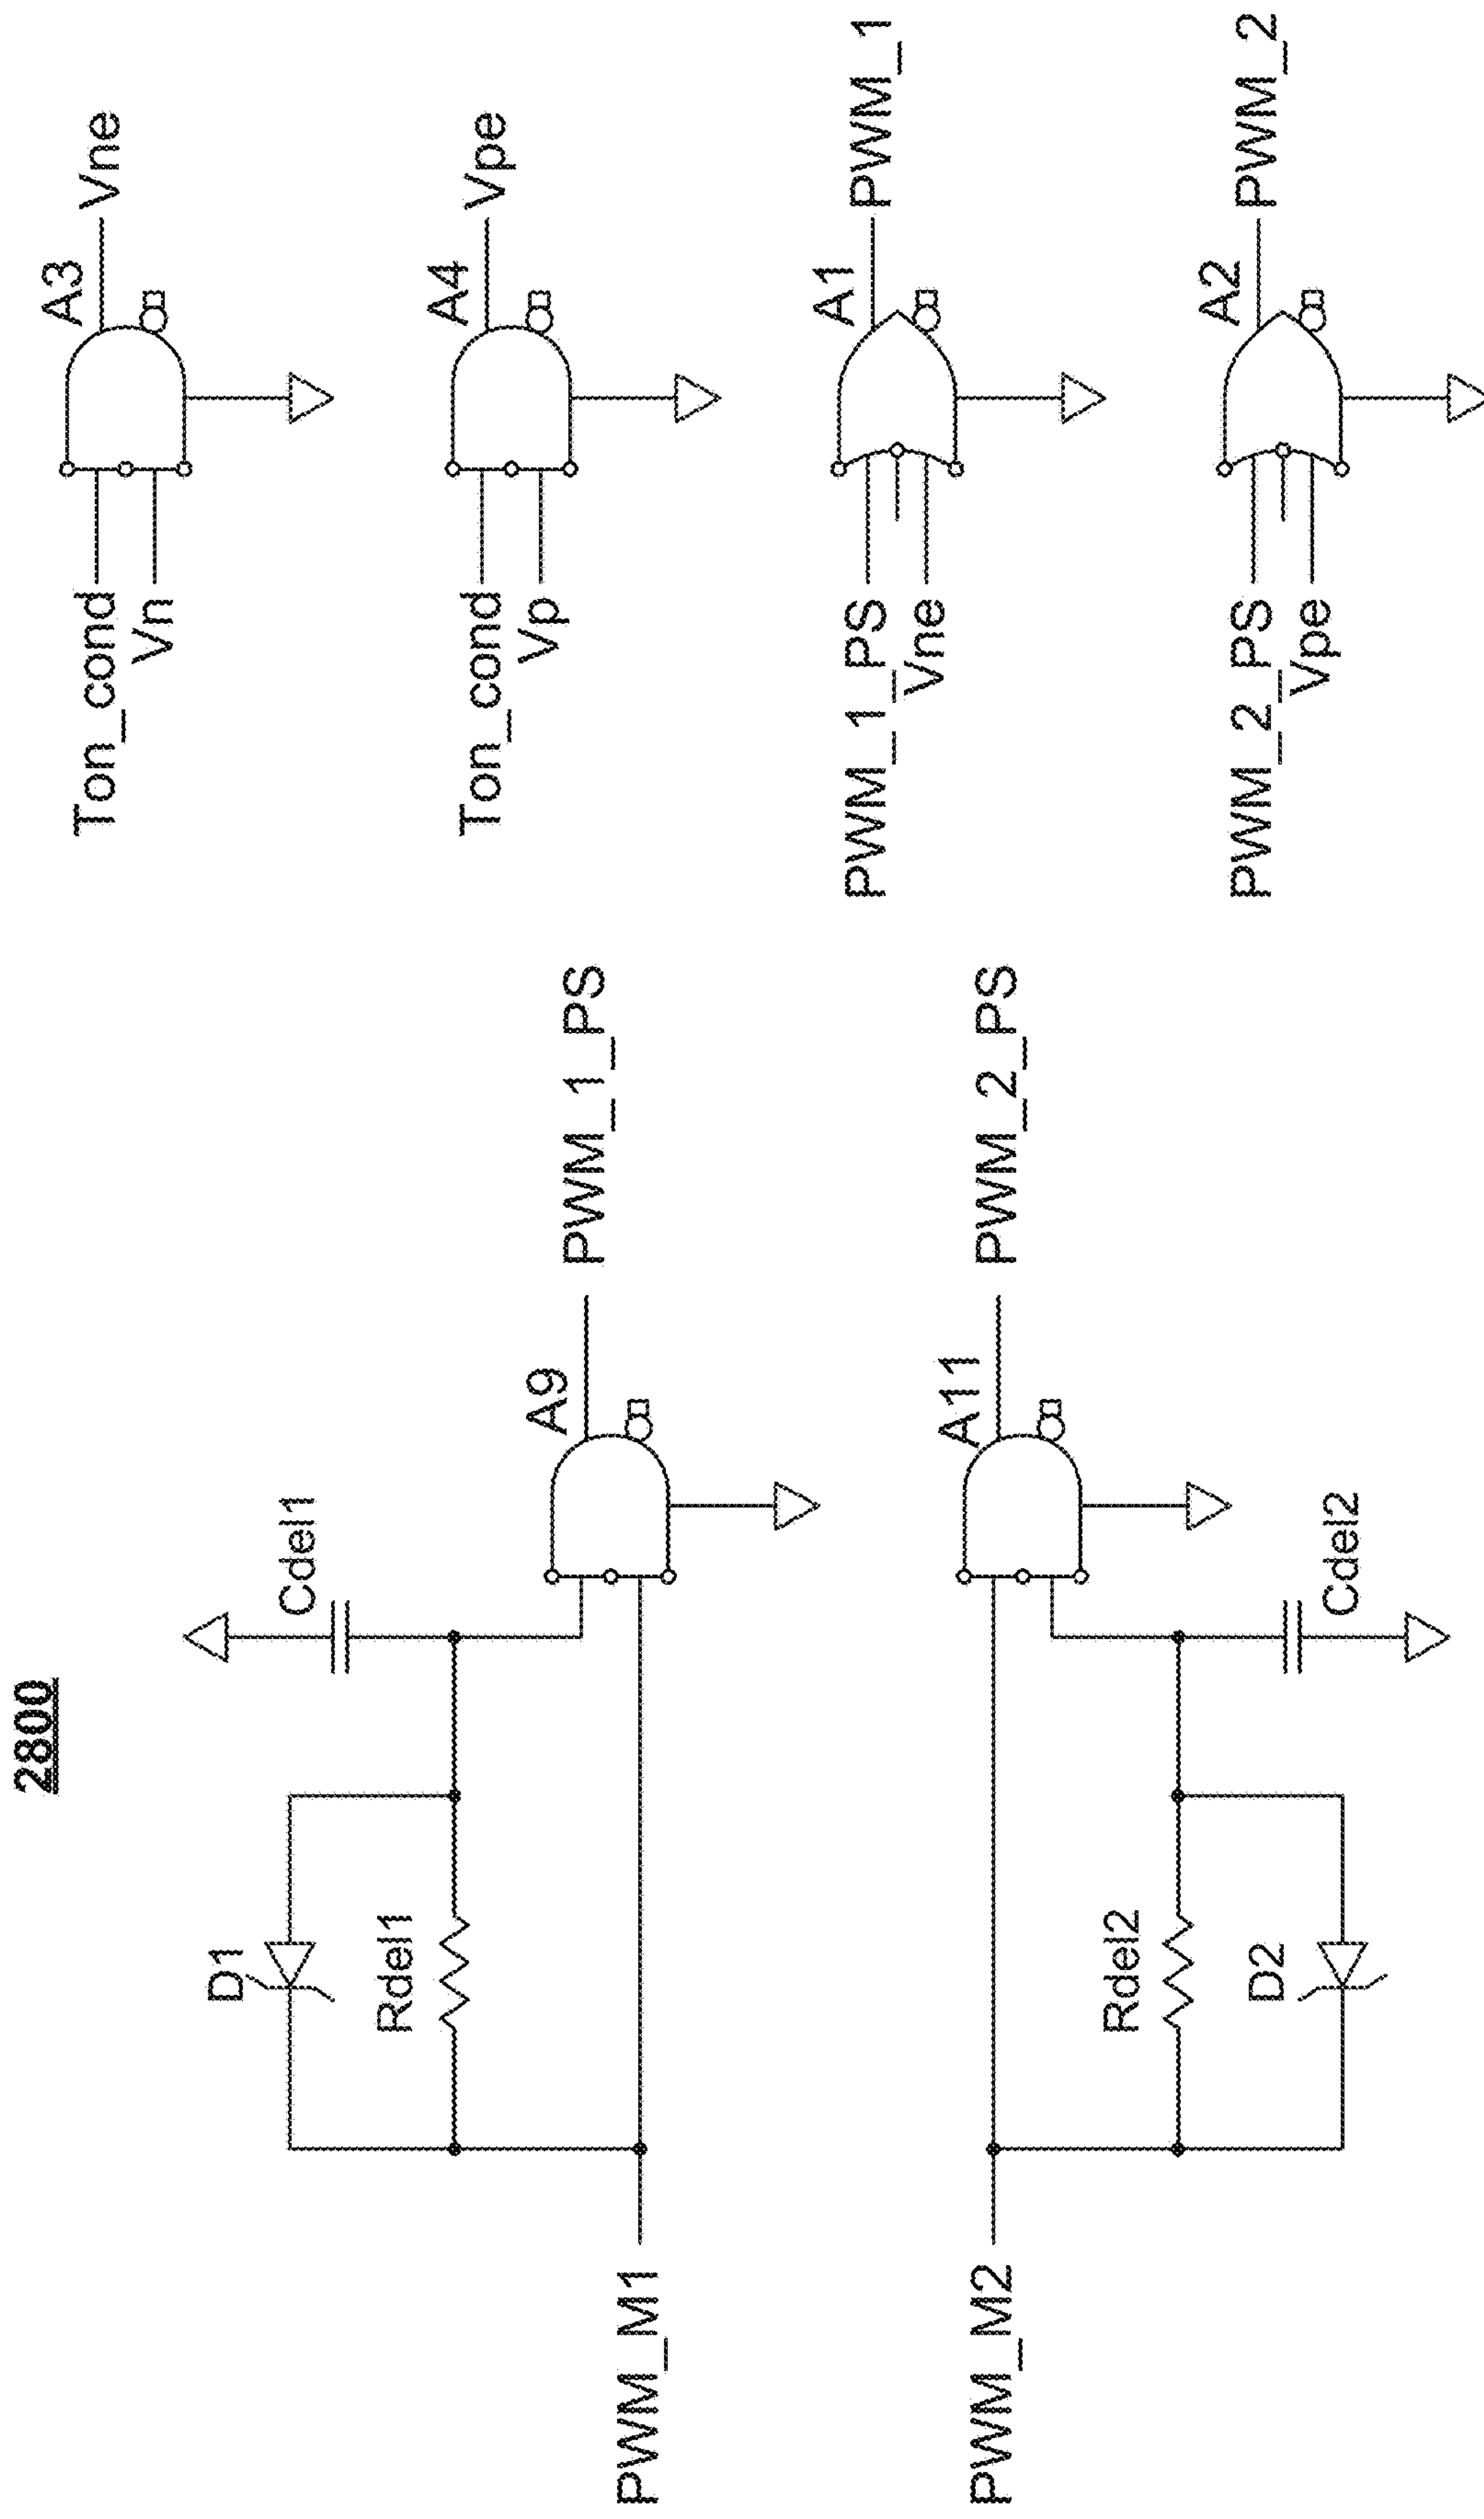 2800
D1
Rdel1
Cdel1
PWM_M1
A9
PWM_1_PS
PWM_M2
A11
PWM_2_PS
Rdel2
D2
Cdel2
Ton_cond
Vn
A3
Vne
Ton_cond
Vp
A4
Vpe
PWM_1_PS
Vne
A1
PWM_1
PWM_2_PS
Vpe
A2
PWM_2